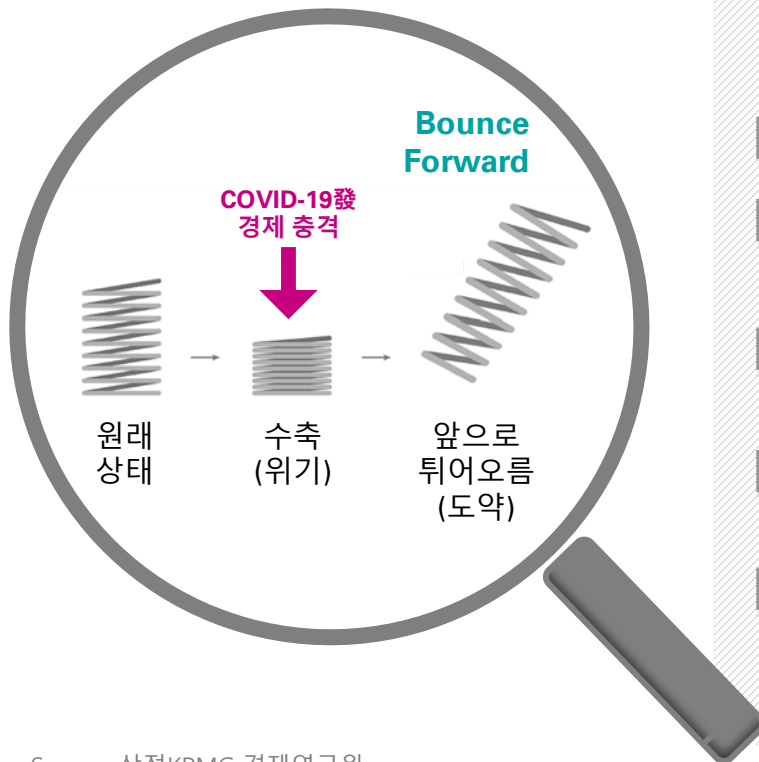 Bounce
Forward
COVID-19發
경제 충격
원래
상태
수축
(위기)
앞으로
튀어오름
(도약)